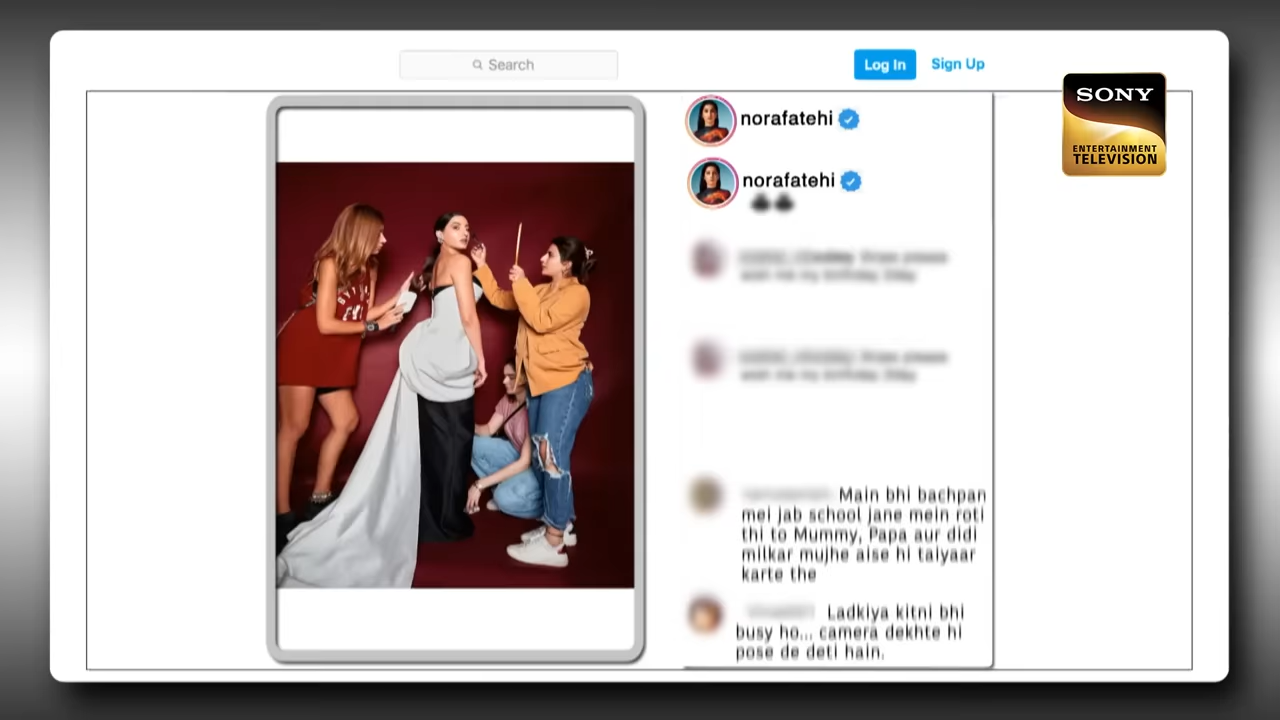 Search
Log In
Sign Up
SONY
ENTERTAINMENT
TELEVISION
norafatehi
norafatehi
Main bhi bachpan
mei jab school jane mein roti
thi to Mummy, Papa aur didi
milkar mujhe aise hi taiyaar
karte the
Ladkiya kitni bhi
busy ho... camera dekhte hi
pose de deti hain.